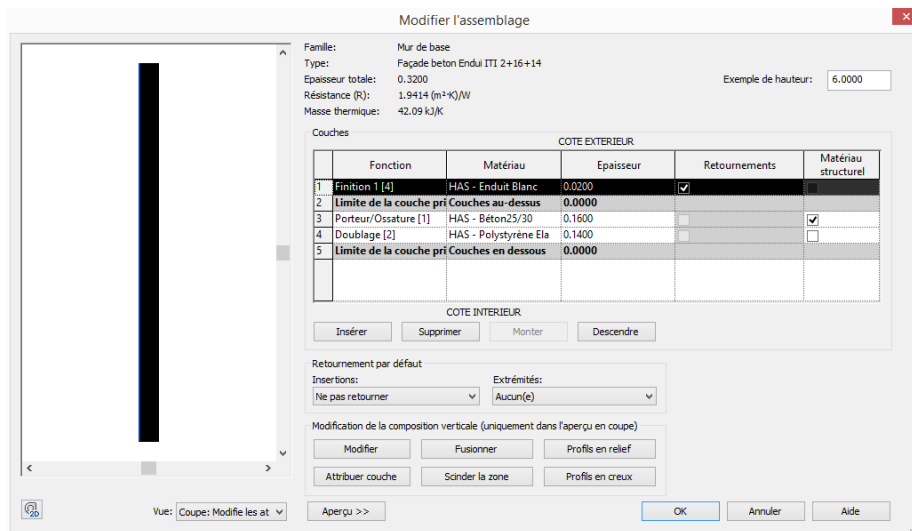 Modifier l'assemblage
Famille: Mur de base
Type: Façade beton Endui ITI 2+16+14
Epaisseur totale: 0.3200 Exemple de hauteur: 6.0000
Résistance (R): 1.9414 (m²·K)/W
Masse thermique: 42.09 kJ/K
Couches
COTE EXTERIEUR
Fonction Matériau Epaisseur Retournements Matériau structurel
1 Finition 1 [4] HAS - Enduit Blanc 0.0200
2 Limite de la couche pri Couches au-dessus 0.0000
3 Porteur/Ossature [1] HAS - Béton25/30 0.1600
4 Doublage [2] HAS - Polystyrène Ela 0.1400
5 Limite de la couche pri Couches en dessous 0.0000
COTE INTERIEUR
Insérer Supprimer Monter Descendre
Retournement par défaut
Insertions: Extrémités:
Ne pas retourner Aucun(e)
Modification de la composition verticale (uniquement dans l'aperçu en coupe)
Modifier Fusionner Profils en relief
Attribuer couche Scinder la zone Profils en creux
2D Vue: Coupe: Modifie les at Aperçu >> OK Annuler Aide